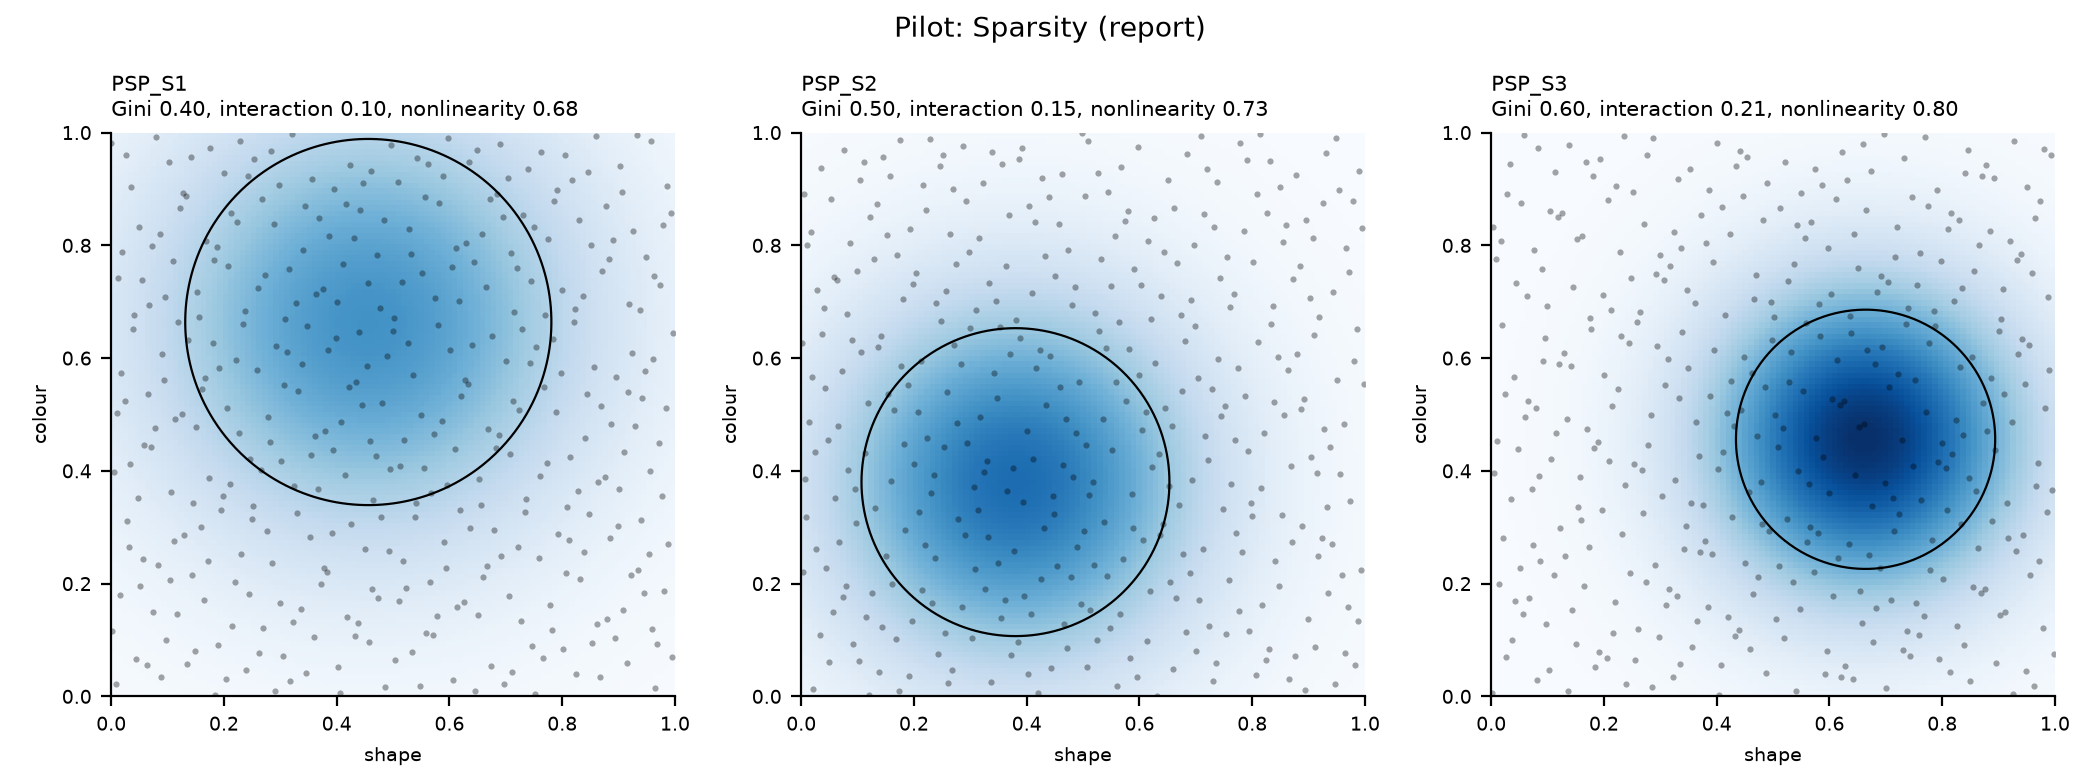 Pilot: Sparsity (report)
PSP_S1
Gini 0.40, interaction 0.10, nonlinearity 0.68
1.0
0.8
0.6
0.4
0.2
0.0
colour
0.0 0.2 0.4 0.6 0.8 1.0
shape
PSP_S2
Gini 0.50, interaction 0.15, nonlinearity 0.73
1.0
0.8
0.6
0.4
0.2
0.0
colour
0.0 0.2 0.4 0.6 0.8 1.0
shape
PSP_S3
Gini 0.60, interaction 0.21, nonlinearity 0.80
1.0
0.8
0.6
0.4
0.2
0.0
colour
0.0 0.2 0.4 0.6 0.8 1.0
shape